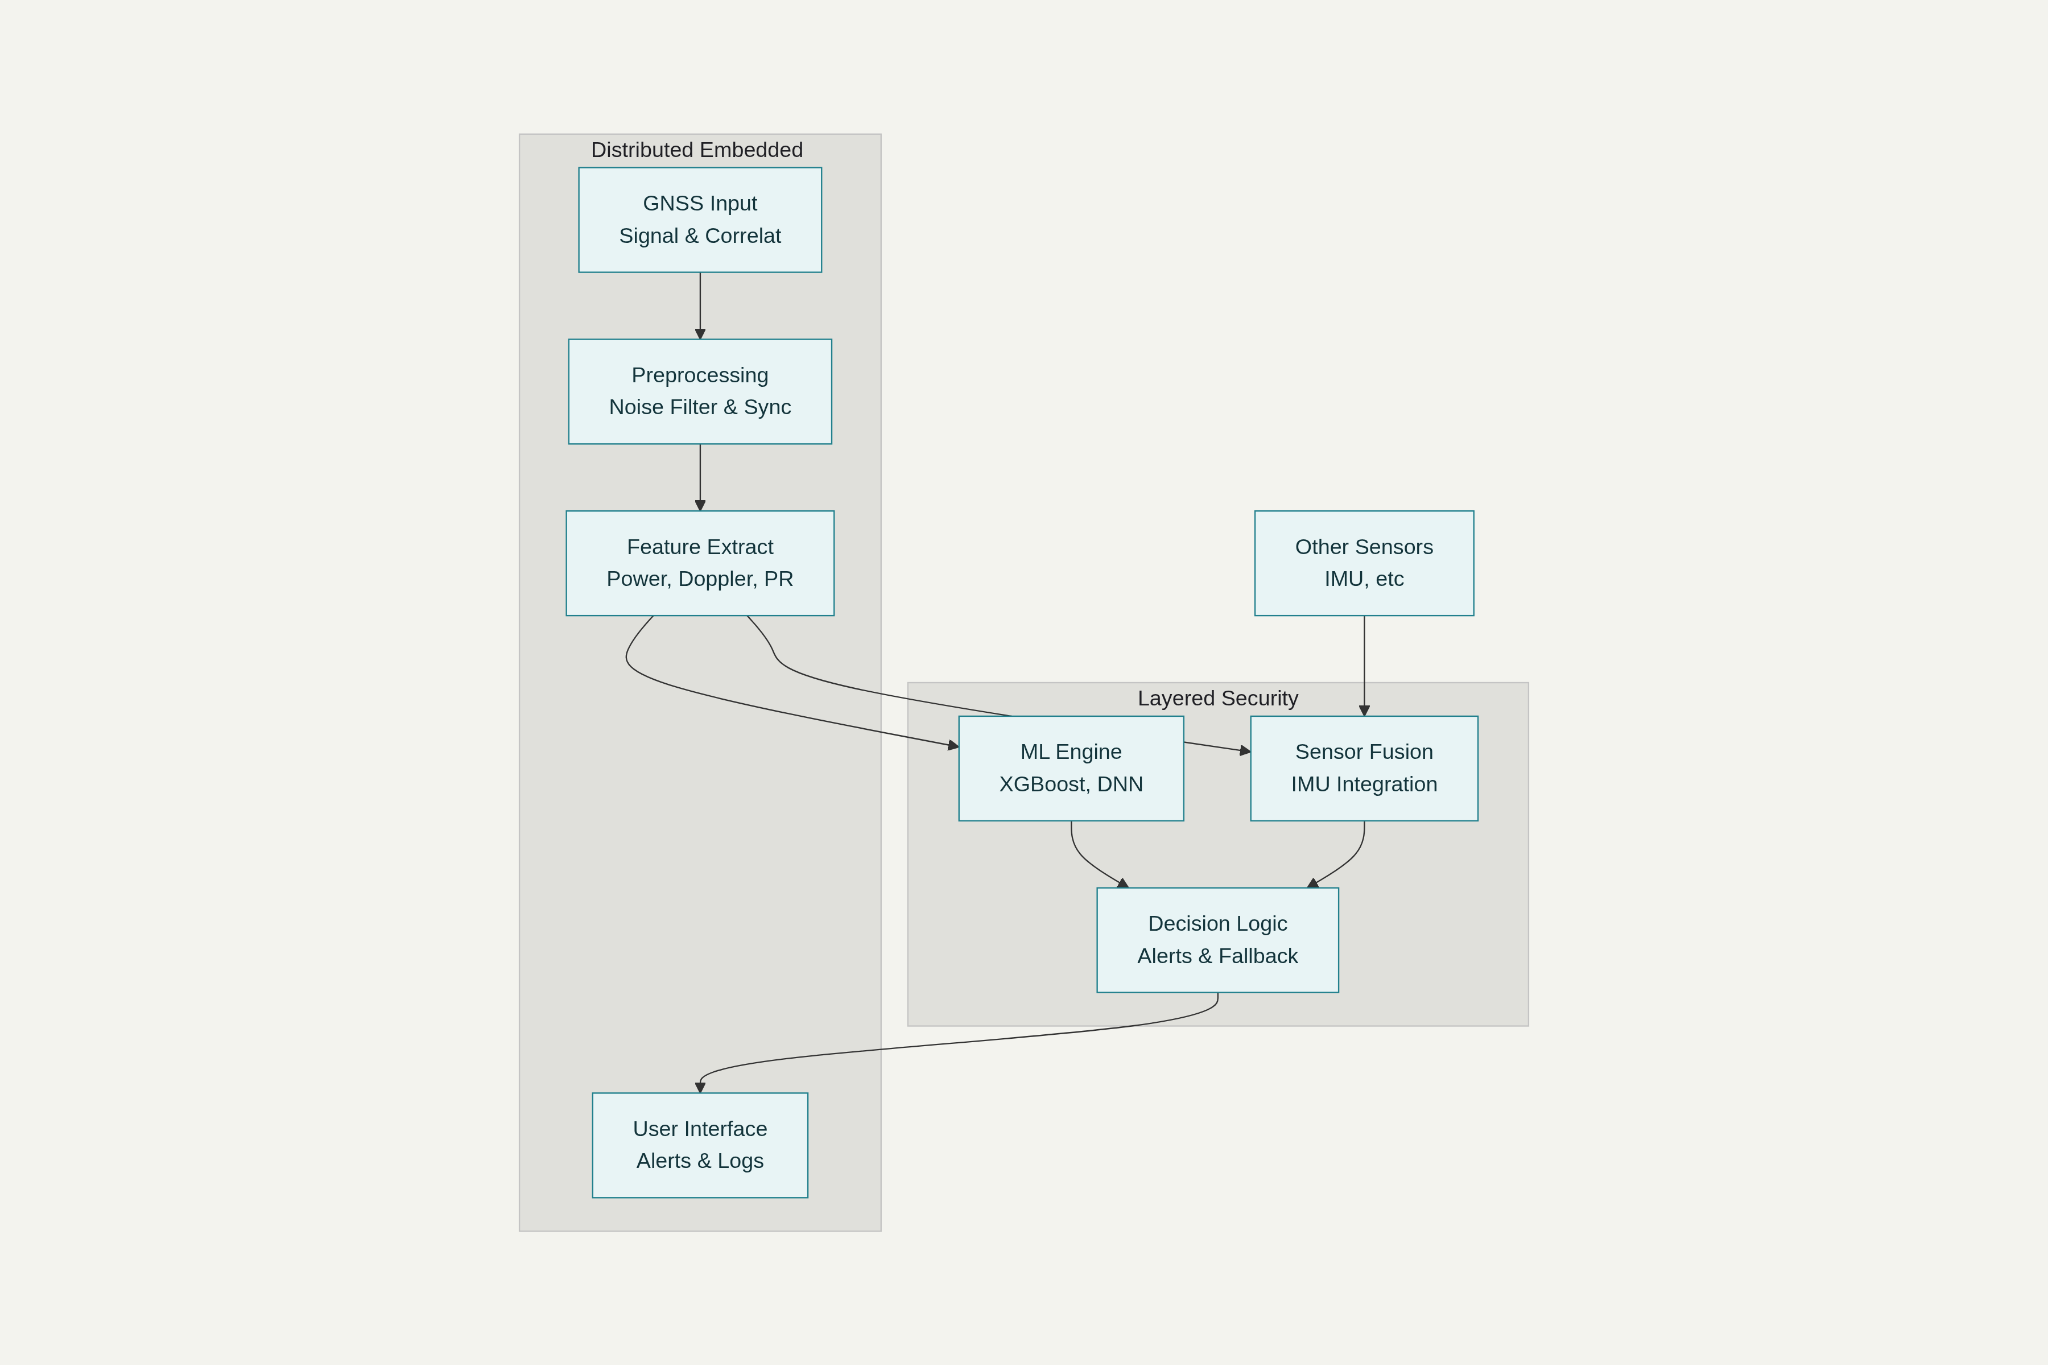 Distributed Embedded
GNSS Input
Signal & Correlat
Preprocessing
Noise Filter & Sync
Feature Extract
Power, Doppler, PR
Other Sensors
IMU, etc
Layered Security
ML Engine
XGBoost, DNN
Sensor Fusion
IMU Integration
Decision Logic
Alerts & Fallback
User Interface
Alerts & Logs